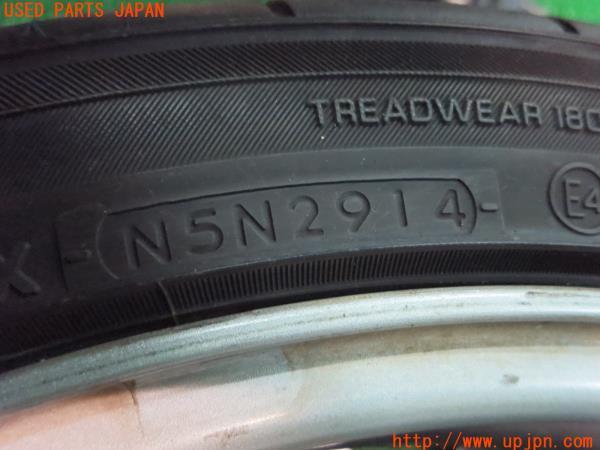 USED PARTS JAPAN
TREADWEAR 180
X (N5N2914)
E4
http://www.upjpn.com/